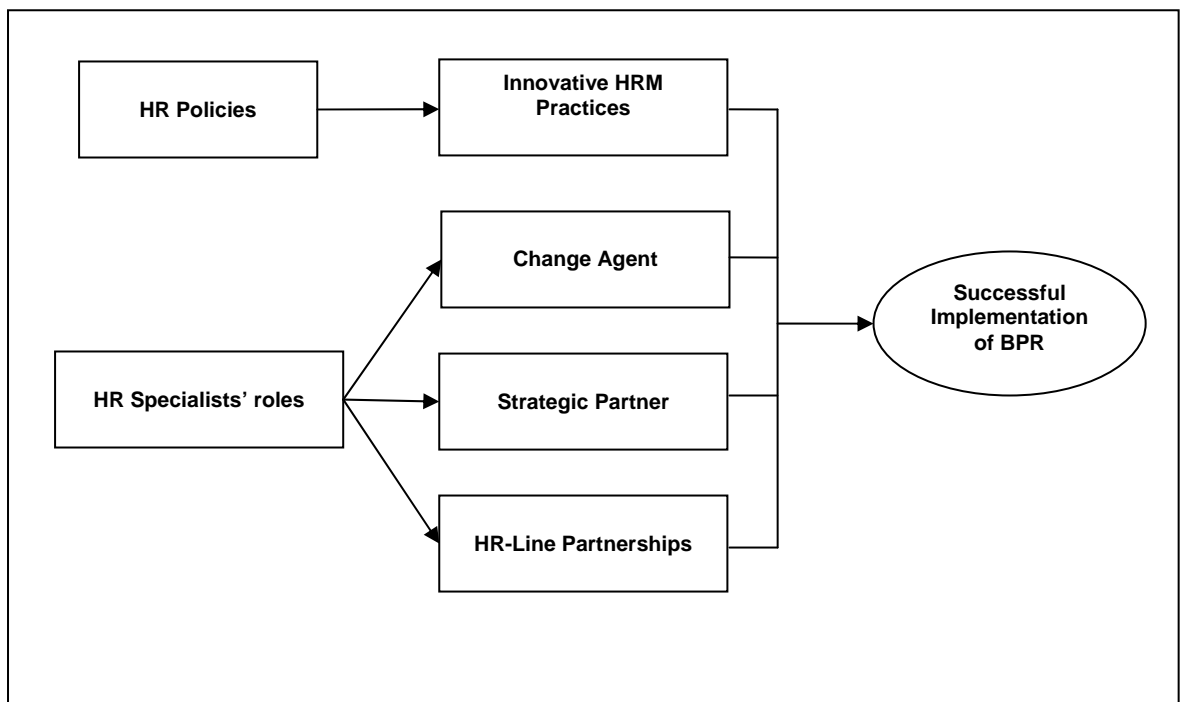 HR Policies
Innovative HRM
Practices
Change Agent
HR Specialists’ roles
Strategic Partner
HR-Line Partnerships
Successful
Implementation
of BPR